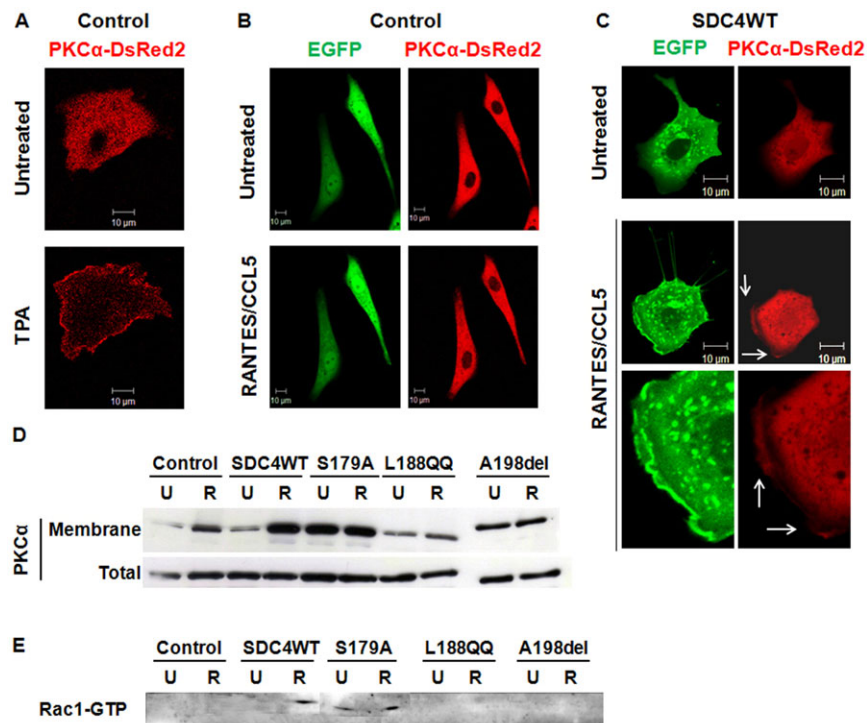 A
Control
PKCα-DsRed2
Untreated
10 µm
TPA
10 µm
B
Control
EGFP PKCα-DsRed2
Untreated
10 µm 10 µm
RANTES/CCL5
10 µm 10 µm
C
SDC4WT
EGFP PKCα-DsRed2
Untreated
10 µm 10 µm
RANTES/CCL5
10 µm 10 µm
D
Control SDC4WT S179A L188QQ A198del
U R U R U R U R U R
PKCα
Membrane
Total
E
Control SDC4WT S179A L188QQ A198del
U R U R U R U R U R
Rac1-GTP